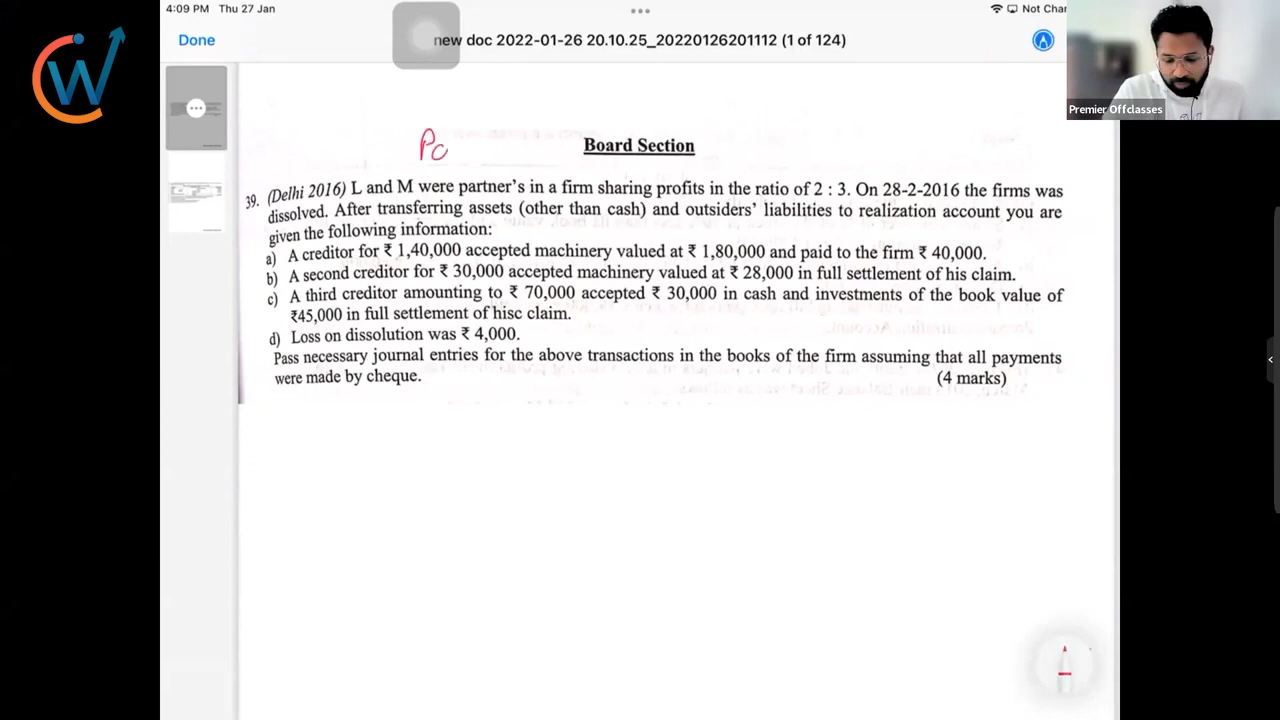 4:09 PM Thu 27 Jan
Not Char
Done
new doc 2022-01-26 20.10.25_20220126201112 (1 of 124)
Premier Offclasses
W
Po
Board Section
39. (Delhi 2016) L and M were partner's in a firm sharing profits in the ratio of 2 : 3. On 28-2-2016 the firms was
dissolved. After transferring assets (other than cash) and outsiders' liabilities to realization account you are
given the following information:
a) A creditor for ₹ 1,40,000 accepted machinery valued at ₹ 1,80,000 and paid to the firm ₹ 40,000.
b) A second creditor for ₹ 30,000 accepted machinery valued at ₹ 28,000 in full settlement of his claim.
c) A third creditor amounting to ₹ 70,000 accepted ₹ 30,000 in cash and investments of the book value of
₹45,000 in full settlement of hisc claim.
d) Loss on dissolution was ₹ 4,000.
Pass necessary journal entries for the above transactions in the books of the firm assuming that all payments
were made by cheque. (4 marks)